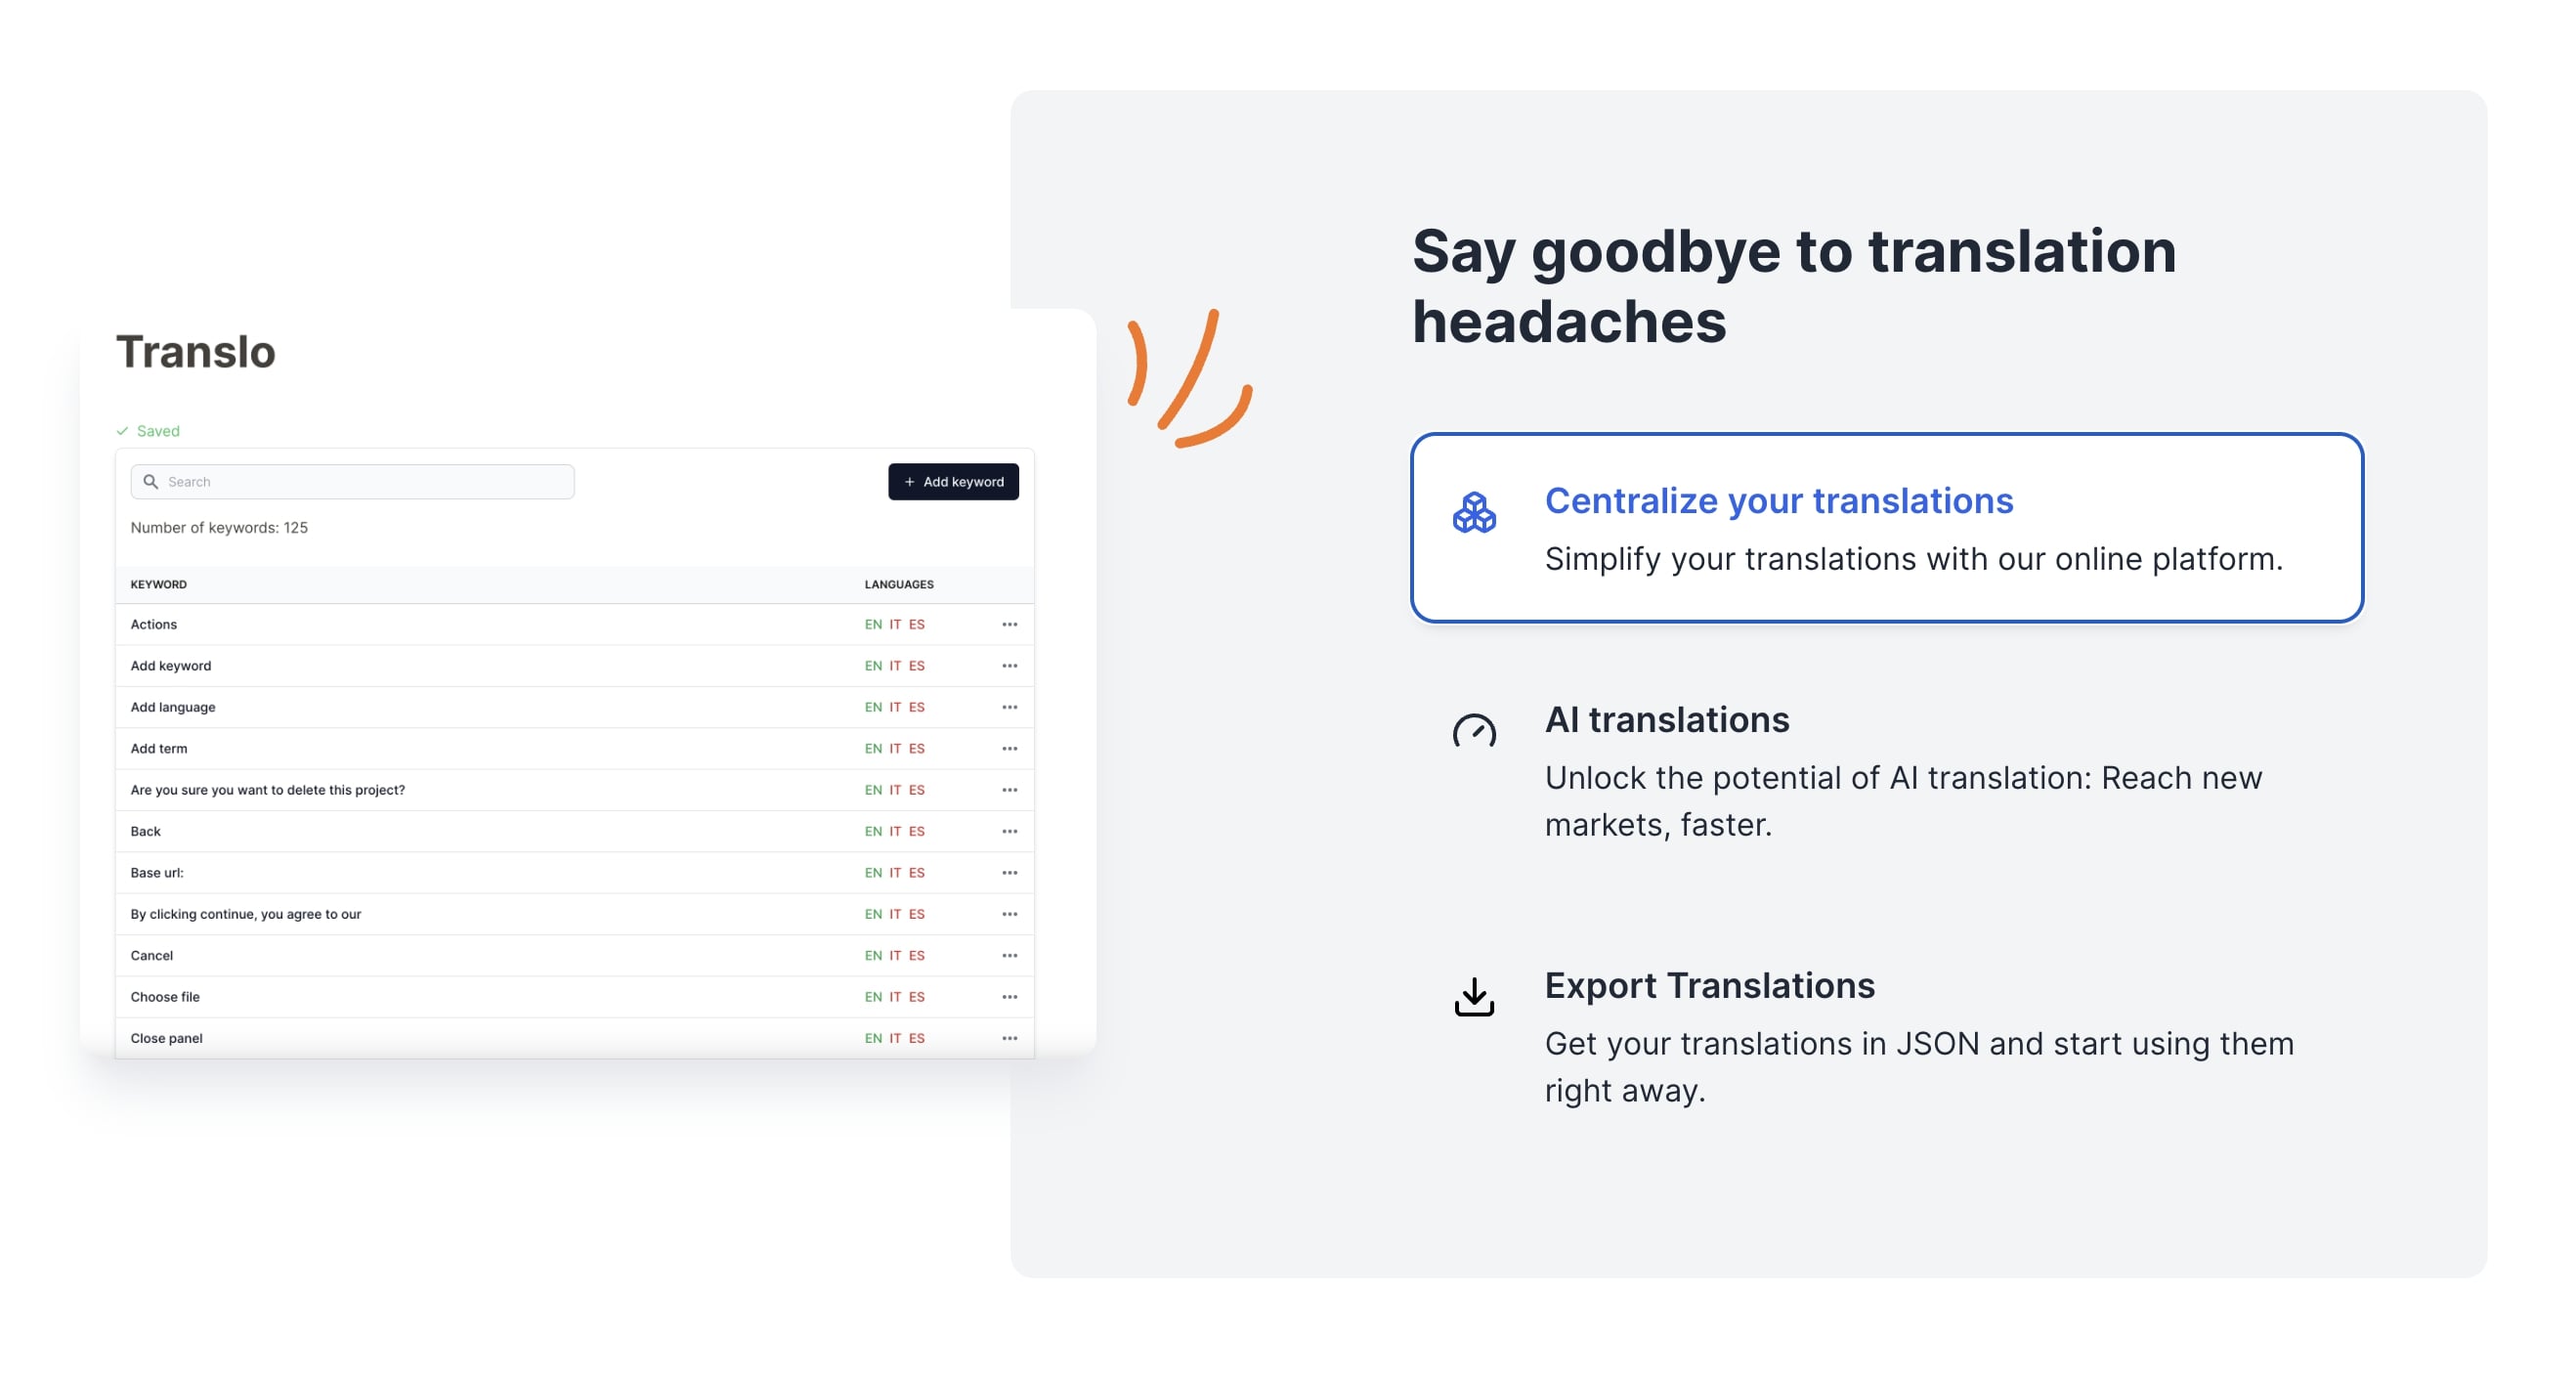 Translo
Saved
Search
+ Add keyword
Number of keywords: 125
KEYWORD LANGUAGES
Actions EN IT ES
Add keyword EN IT ES
Add language EN IT ES
Add term EN IT ES
Are you sure you want to delete this project? EN IT ES
Back EN IT ES
Base url: EN IT ES
By clicking continue, you agree to our EN IT ES
Cancel EN IT ES
Choose file EN IT ES
Close panel EN IT ES
Say goodbye to translation
headaches
Centralize your translations
Simplify your translations with our online platform.
AI translations
Unlock the potential of AI translation: Reach new
markets, faster.
Export Translations
Get your translations in JSON and start using them
right away.